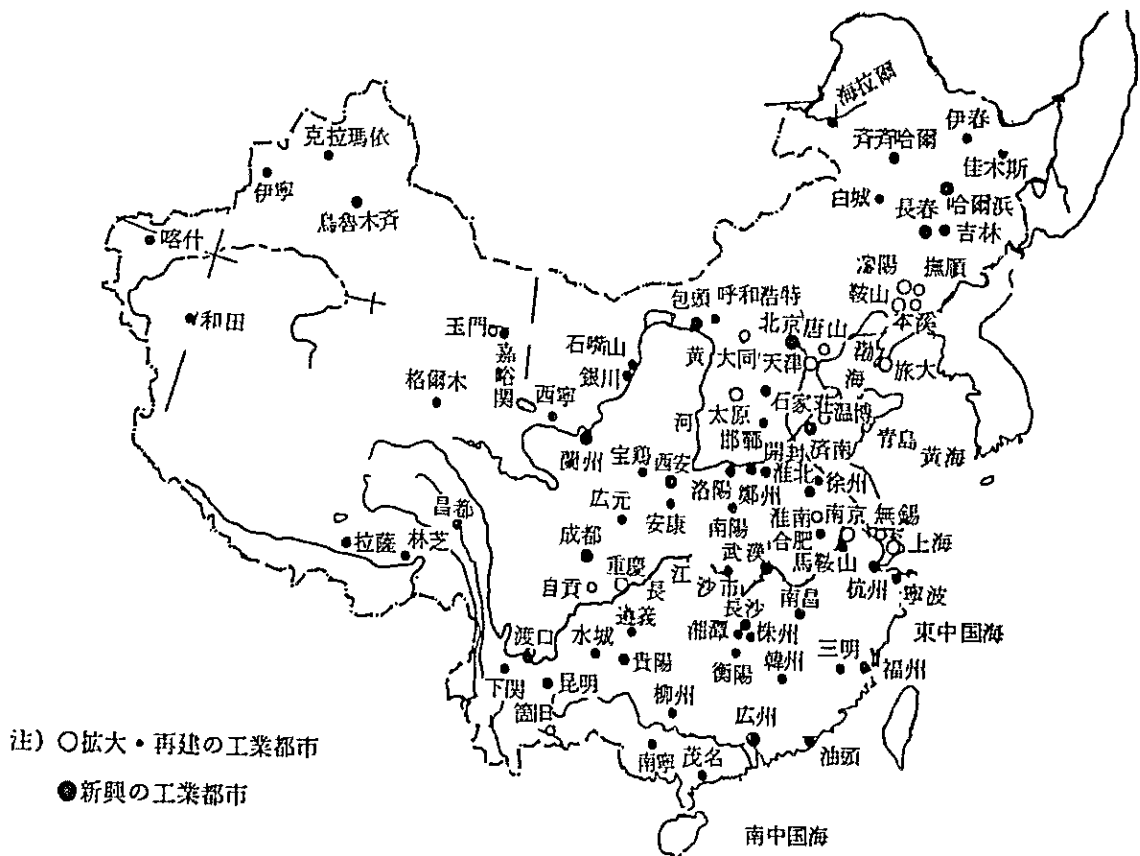 海拉爾
伊春
克拉瑪依
斉斉哈爾
佳木斯
伊寧
白城
哈爾浜
烏魯木斉
長春
吉林
喀什
瀋陽
撫順
鞍山
包頭
呼和浩特
本溪
和田
玉門
北京
唐山
渤
石嘴山
黄
大同
天津
旅大
嘉峪関
銀川
海
格爾木
西寧
石家荘
太原
温博
河
邯鄲
青島
済南
黄海
蘭州
宝鶏
西安
開封
洛陽
鄭州
淮北
徐州
広元
昌都
安康
南陽
淮南
南京
無錫
成都
合肥
上海
拉薩
林芝
武漢
馬鞍山
重慶
江
自貢
長
沙市
杭州
寧波
南昌
長沙
遵義
東中国海
渡口
水城
湘潭
株州
三明
貴陽
衡陽
韓州
福州
下関
昆明
柳州
箇旧
広州
注) ○拡大・再建の工業都市
南寧
茂名
油頭
●新興の工業都市
南中国海